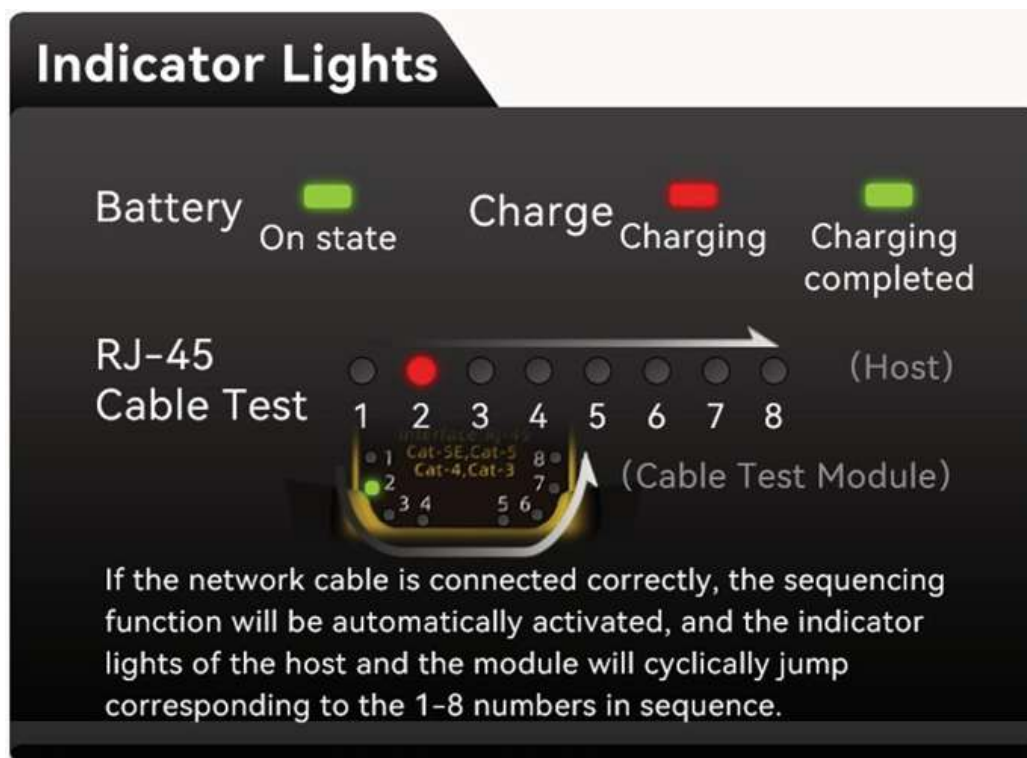 Indicator Lights
Battery
On state
Charge
Charging
Charging
completed
RJ-45
Cable Test
1 2 3 4 5 6 7 8
(Host)
Interface RJ-45
Cat-5E,Cat-5
Cat-4,Cat-3
1
2
3 4
5 6
7
8
(Cable Test Module)
If the network cable is connected correctly, the sequencing
function will be automatically activated, and the indicator
lights of the host and the module will cyclically jump
corresponding to the 1-8 numbers in sequence.